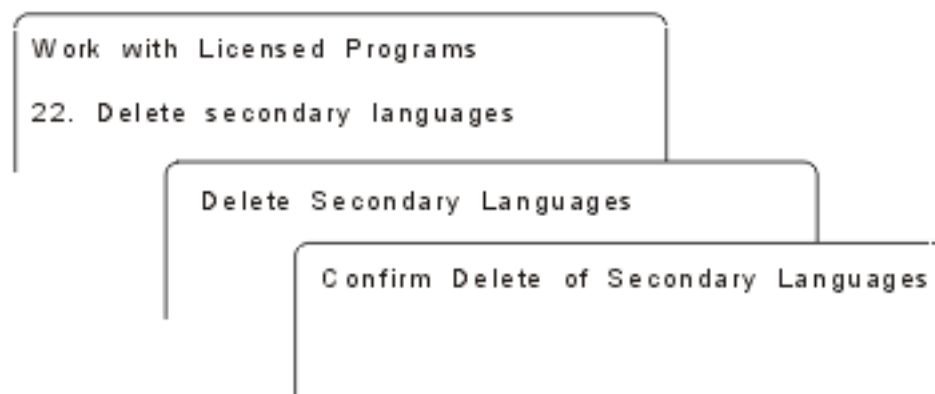 Work with Licensed Programs
22. Delete secondary languages
Delete Secondary Languages
Confirm Delete of Secondary Languages